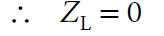 ∴ Z_L = 0